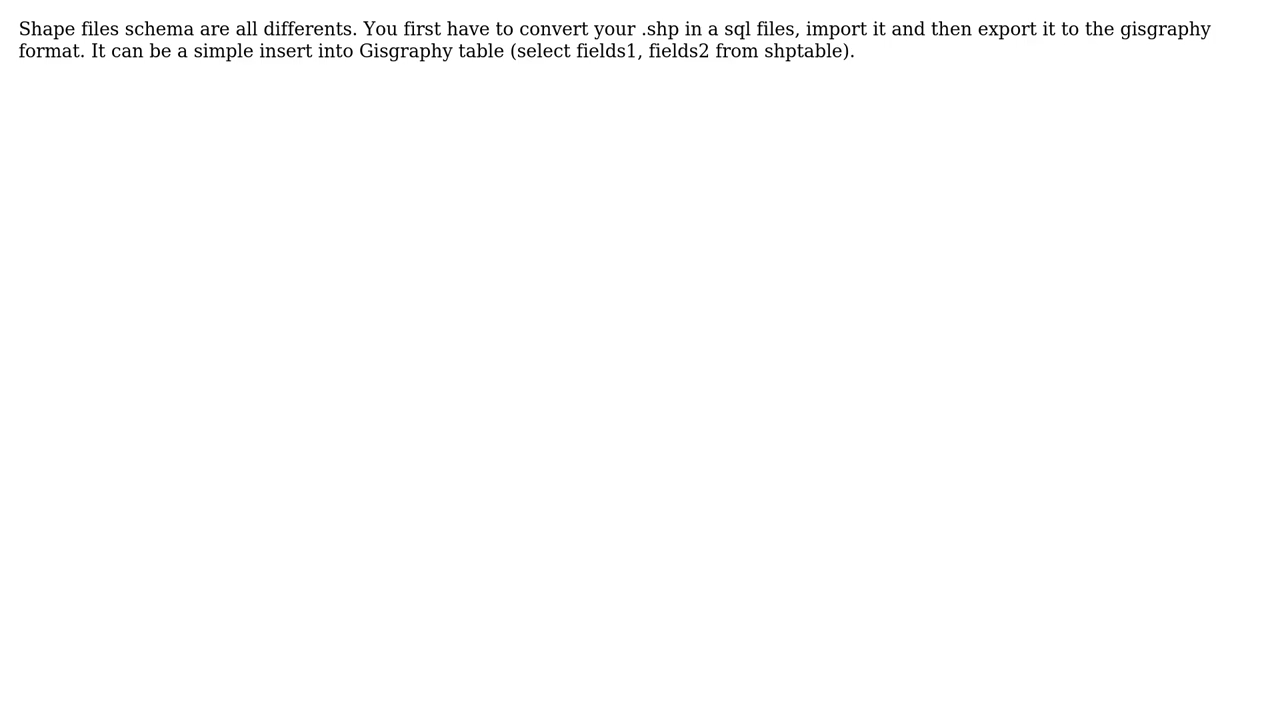 Shape files schema are all differents. You first have to convert your .shp in a sql files, import it and then export it to the gisgraphy
format. It can be a simple insert into Gisgraphy table (select fields1, fields2 from shptable).